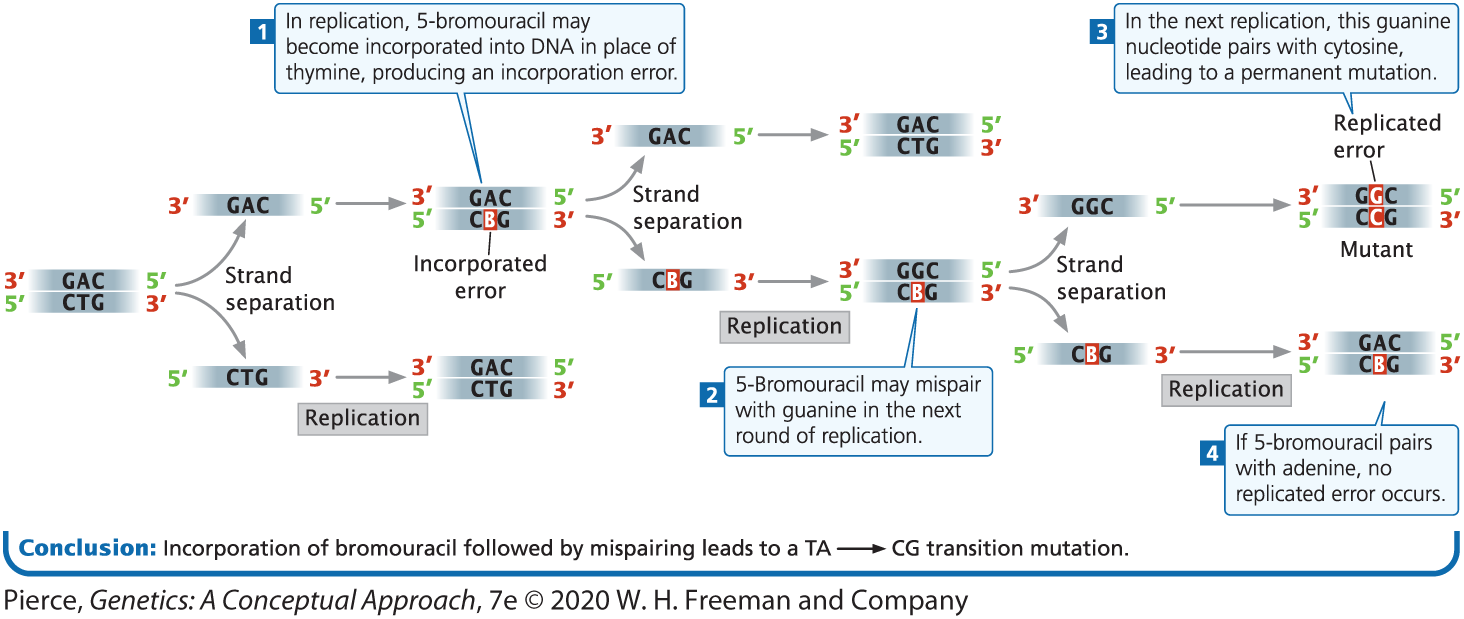 1
In replication, 5-bromouracil may
become incorporated into DNA in place of
thymine, producing an incorporation error.
3
In the next replication, this guanine
nucleotide pairs with cytosine,
leading to a permanent mutation.
3′ GAC 5′
5′ CTG 3′
Strand
separation
3′ GAC 5′
5′ CTG 3′
3′ GAC 5′
5′ CBG 3′
Incorporated
error
3′ GAC 5′
5′ CTG 3′
Replication
Strand
separation
3′ GAC 5′
5′ CBG 3′
3′ GAC 5′
5′ CTG 3′
Replication
3′ GGC 5′
5′ CBG 3′
2
5-Bromouracil may mispair
with guanine in the next
round of replication.
Strand
separation
3′ GGC 5′
5′ CBG 3′
Replicated
error
3′ GGC 5′
5′ CCG 3′
Mutant
Replication
3′ GAC 5′
5′ CBG 3′
4
If 5-bromouracil pairs
with adenine, no
replicated error occurs.
Conclusion: Incorporation of bromouracil followed by mispairing leads to a TA → CG transition mutation.
Pierce, Genetics: A Conceptual Approach, 7e © 2020 W. H. Freeman and Company